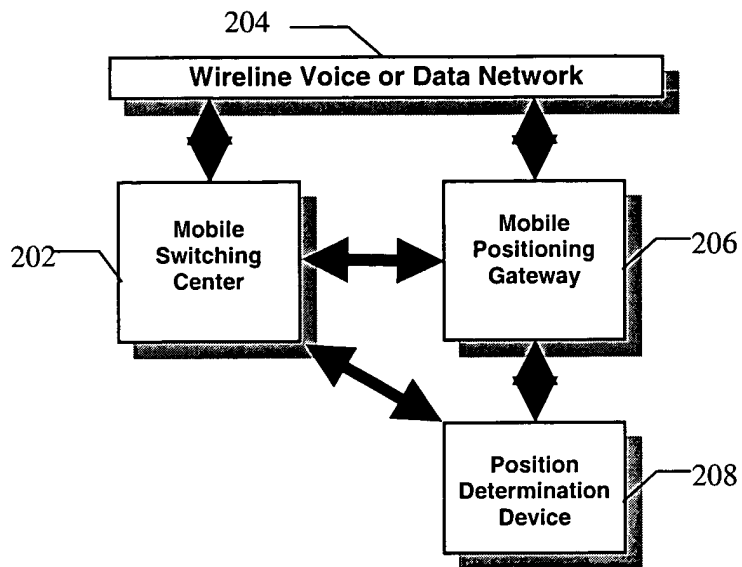 204
Wireline Voice or Data Network
Mobile
Switching
Center
202
Mobile
Positioning
Gateway
206
Position
Determination
Device
208